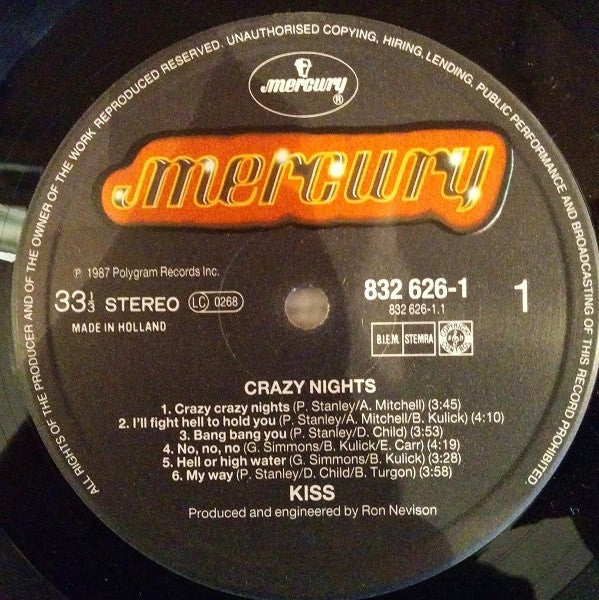 ALL RIGHTS OF THE PRODUCER AND OF THE OWNER OF THE WORK REPRODUCED RESERVED. UNAUTHORISED COPYING, HIRING, LENDING, PUBLIC PERFORMANCE AND BROADCASTING OF THIS RECORD PROHIBITED
mercury ®
mercury
℗ 1987 Polygram Records Inc.
33 1/3 STEREO LC 0268
MADE IN HOLLAND
832 626-1 1
832 626-1.1
B.I.E.M. STEMRA
CRAZY NIGHTS
1. Crazy crazy nights (P. Stanley/A. Mitchell) (3:45)
2. I'll fight hell to hold you (P. Stanley/A. Mitchell/B. Kulick) (4:10)
3. Bang bang you (P. Stanley/D. Child) (3:53)
4. No, no, no (G. Simmons/B. Kulick/E. Carr) (4:19)
5. Hell or high water (G. Simmons/B. Kulick) (3:28)
6. My way (P. Stanley/D. Child/B. Turgon) (3:58)
KISS
Produced and engineered by Ron Nevison